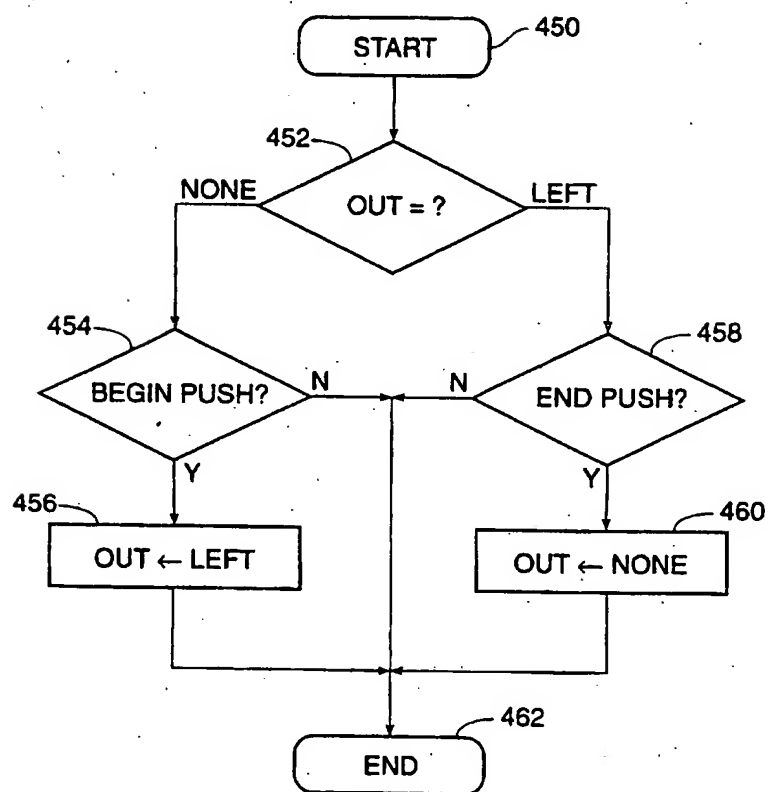 START
450
452
OUT = ?
NONE
LEFT
454
BEGIN PUSH?
N
Y
458
END PUSH?
N
Y
456
OUT ← LEFT
460
OUT ← NONE
462
END